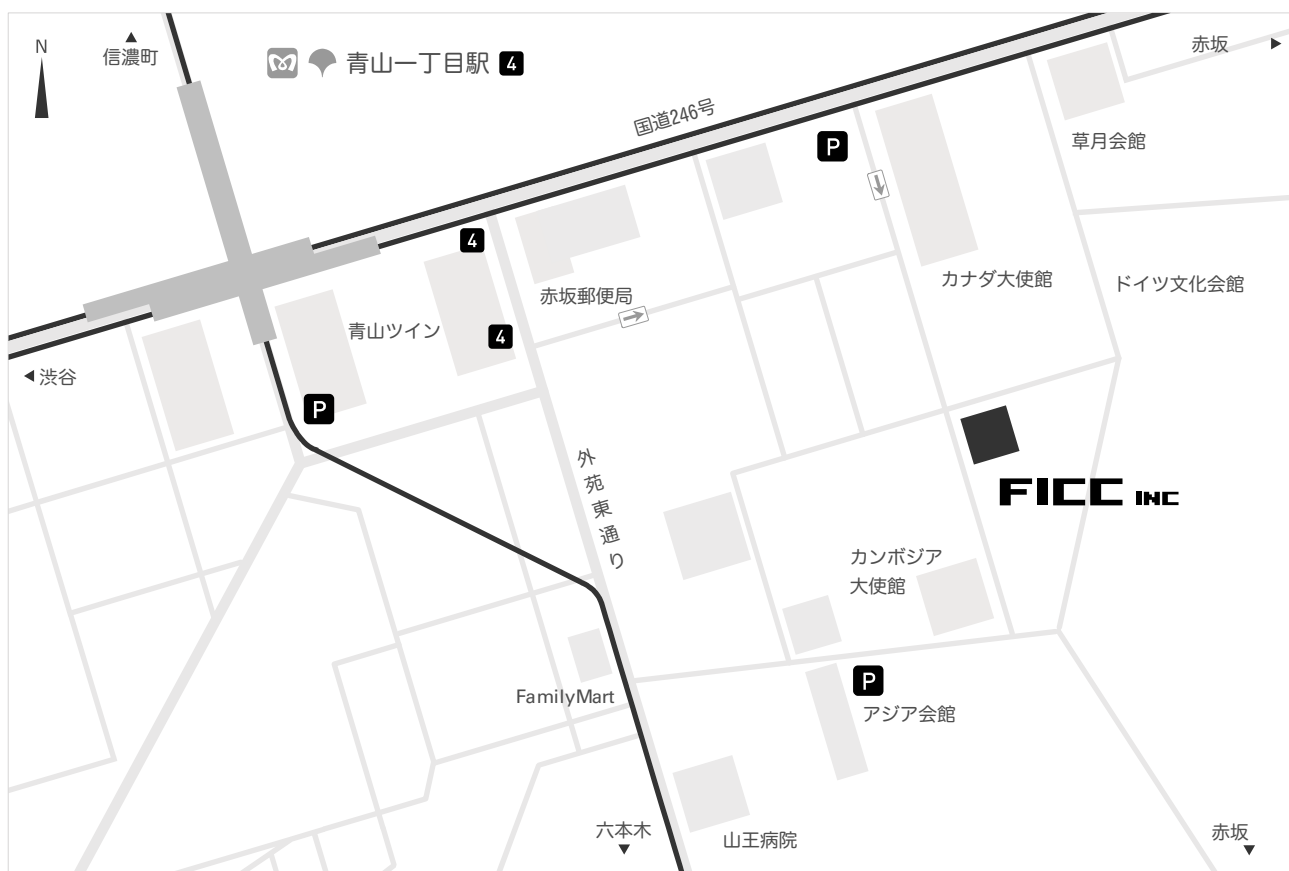 N
信濃町
青山一丁目駅 4
赤坂
国道246号
P
草月会館
4
赤坂郵便局
カナダ大使館
ドイツ文化会館
青山ツイン
4
渋谷
P
外苑東通り
FICC INC
カンボジア
大使館
FamilyMart
P
アジア会館
六本木
山王病院
赤坂